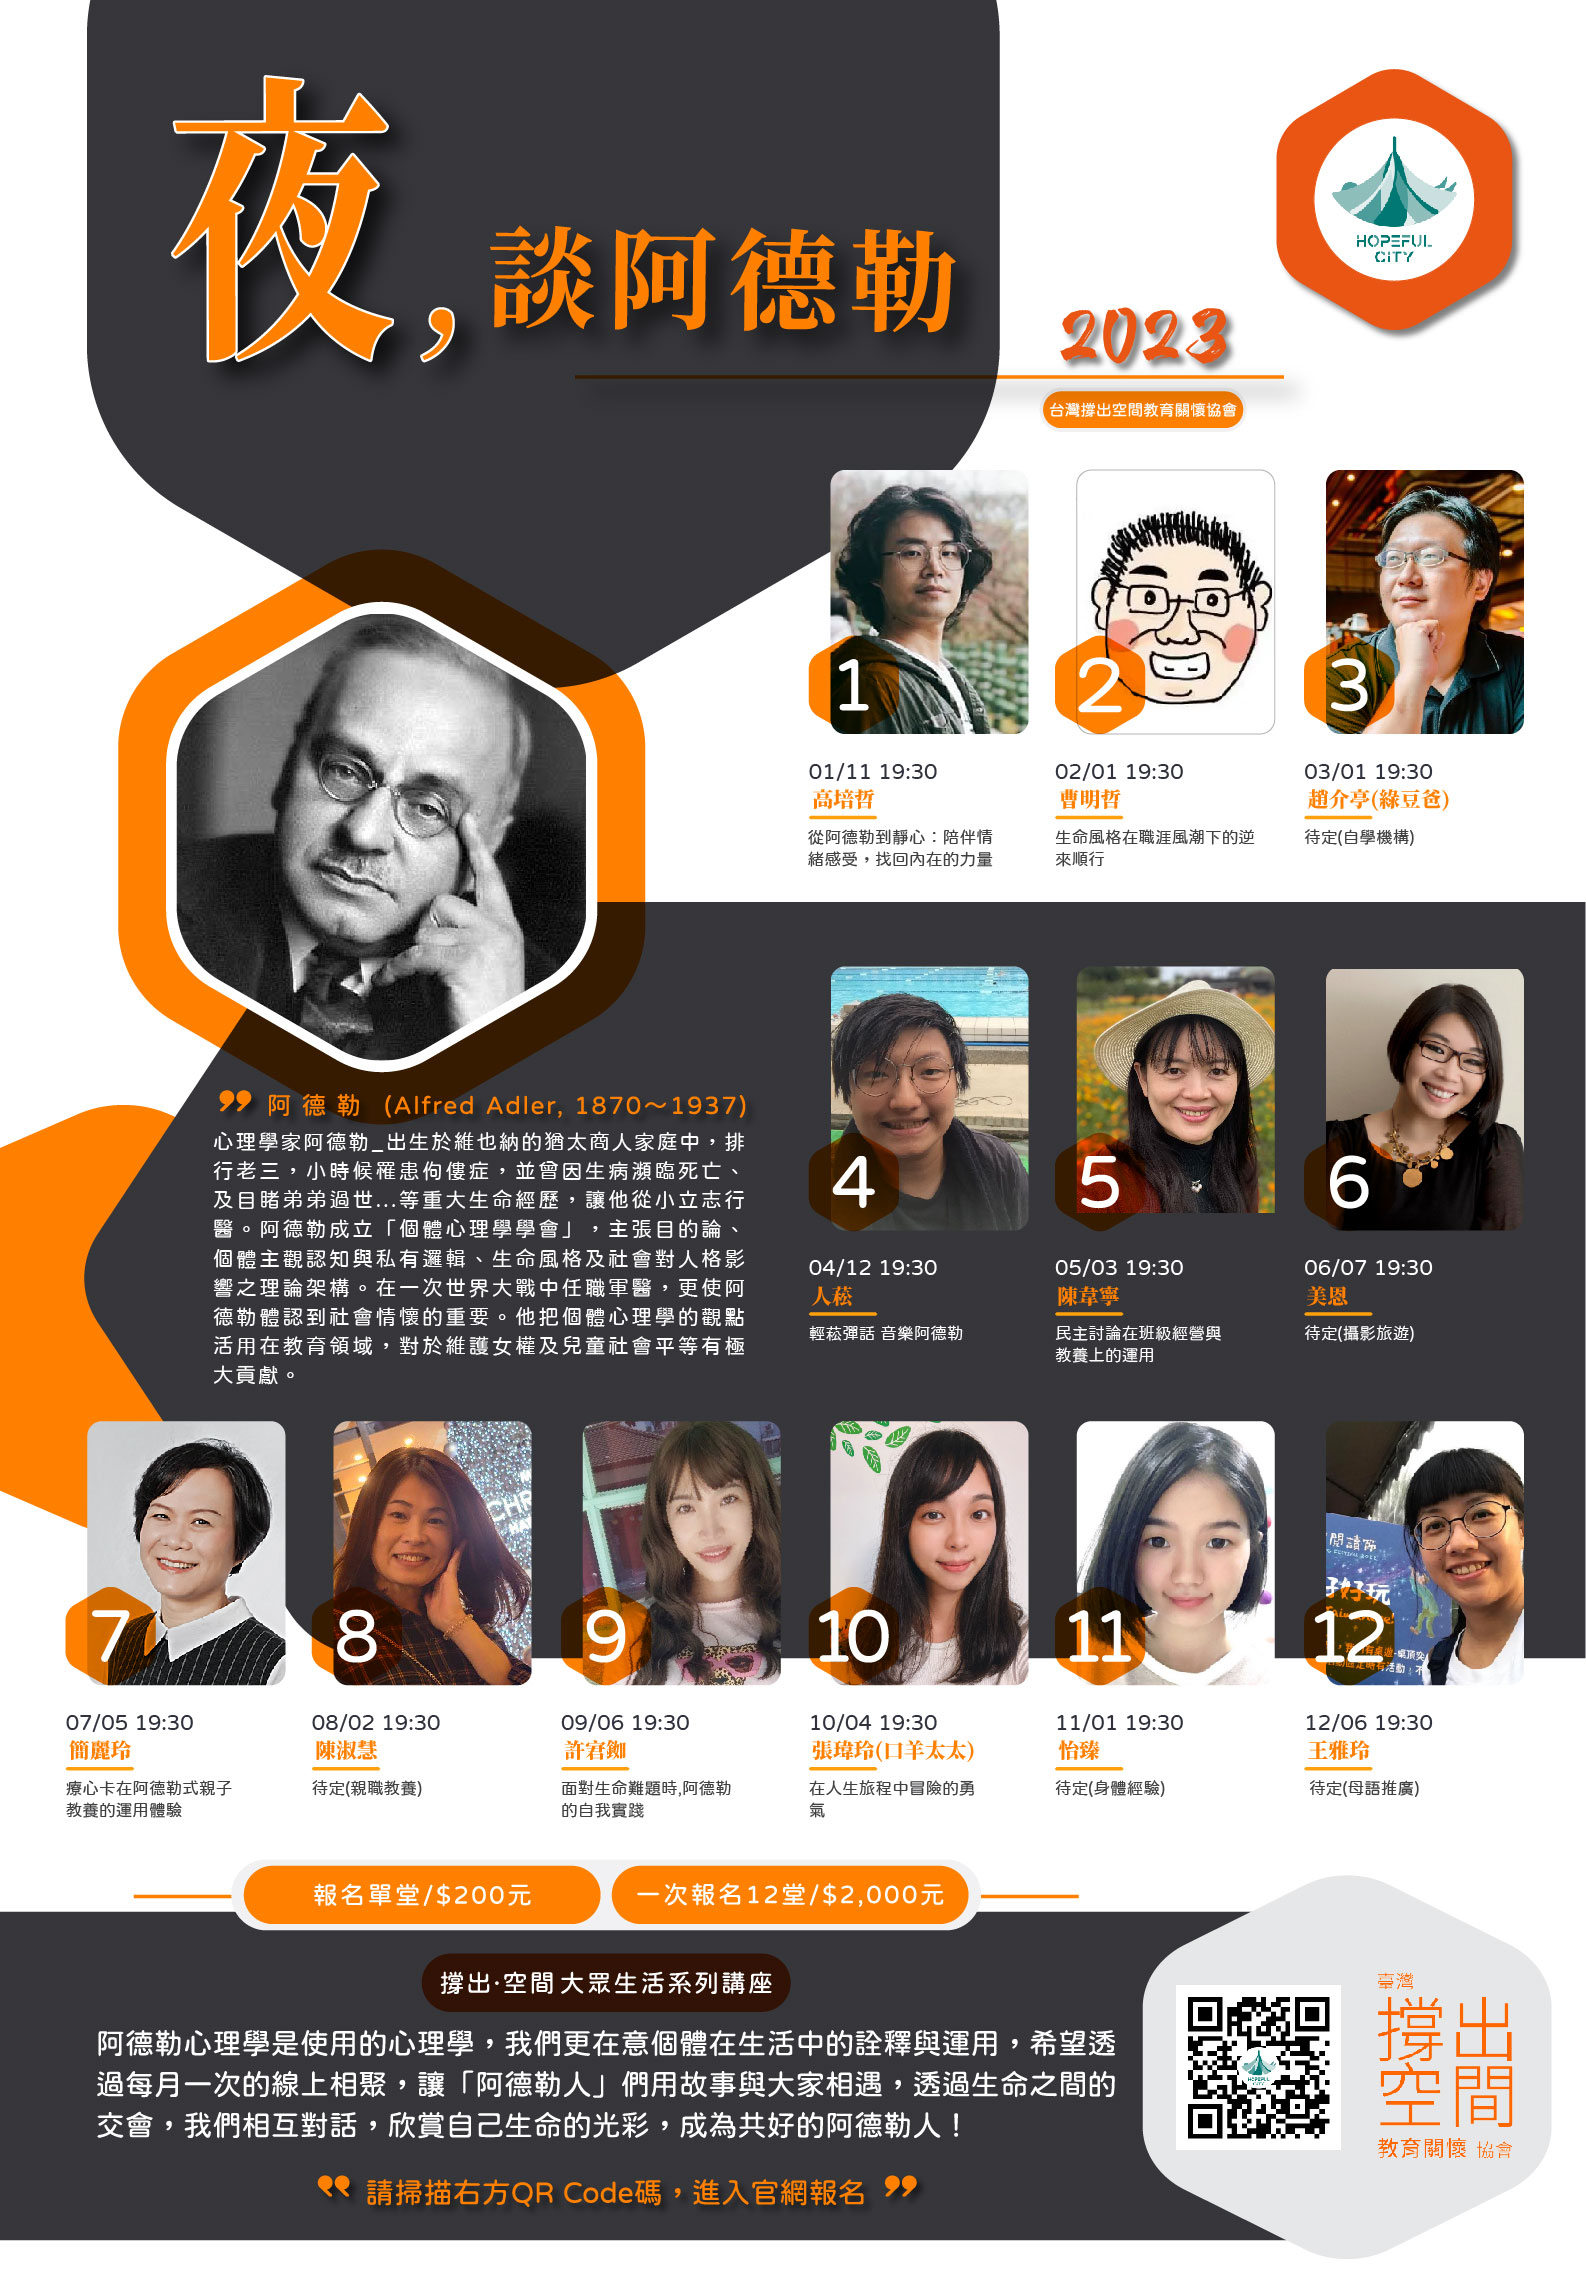 夜,談阿德勒
HOPEFUL
CITY
2023
台灣撐出空間教育關懷協會
1
01/11 19:30
高培哲
從阿德勒到靜心：陪伴情
緒感受，找回內在的力量
2
02/01 19:30
曹明哲
生命風格在職涯風潮下的逆
來順行
3
03/01 19:30
趙介亭(綠豆爸)
待定(自學機構)
阿德勒 (Alfred Adler, 1870～1937)
心理學家阿德勒_出生於維也納的猶太商人家庭中，排
行老三，小時候罹患佝僂症，並曾因生病瀕臨死亡、
及目睹弟弟過世...等重大生命經歷，讓他從小立志行
醫。阿德勒成立「個體心理學學會」，主張目的論、
個體主觀認知與私有邏輯、生命風格及社會對人格影
響之理論架構。在一次世界大戰中任職軍醫，更使阿
德勒體認到社會情懷的重要。他把個體心理學的觀點
活用在教育領域，對於維護女權及兒童社會平等有極
大貢獻。
4
04/12 19:30
人菘
輕菘彈話 音樂阿德勒
5
05/03 19:30
陳韋寧
民主討論在班級經營與
教養上的運用
6
06/07 19:30
美恩
待定(攝影旅遊)
7
07/05 19:30
簡麗玲
療心卡在阿德勒式親子
教養的運用體驗
8
08/02 19:30
陳淑慧
待定(親職教養)
9
09/06 19:30
面對生命難題時,阿德勒
的自我實踐
10
10/04 19:30
張瑋玲(口羊太太)
在人生旅程中冒險的勇
氣
11
11/01 19:30
怡臻
待定(身體經驗)
閱讀節
好玩
12
12/06 19:30
王雅玲
待定(母語推廣)
報名單堂/$200元
一次報名12堂/$2,000元
撐出·空間 大眾生活系列講座
阿德勒心理學是使用的心理學，我們更在意個體在生活中的詮釋與運用，希望透
過每月一次的線上相聚，讓「阿德勒人」們用故事與大家相遇，透過生命之間的
交會，我們相互對話，欣賞自己生命的光彩，成為共好的阿德勒人！
請掃描右方QR Code碼，進入官網報名
HOPEFUL
CITY
臺灣
撐出
空間
教育關懷 協會